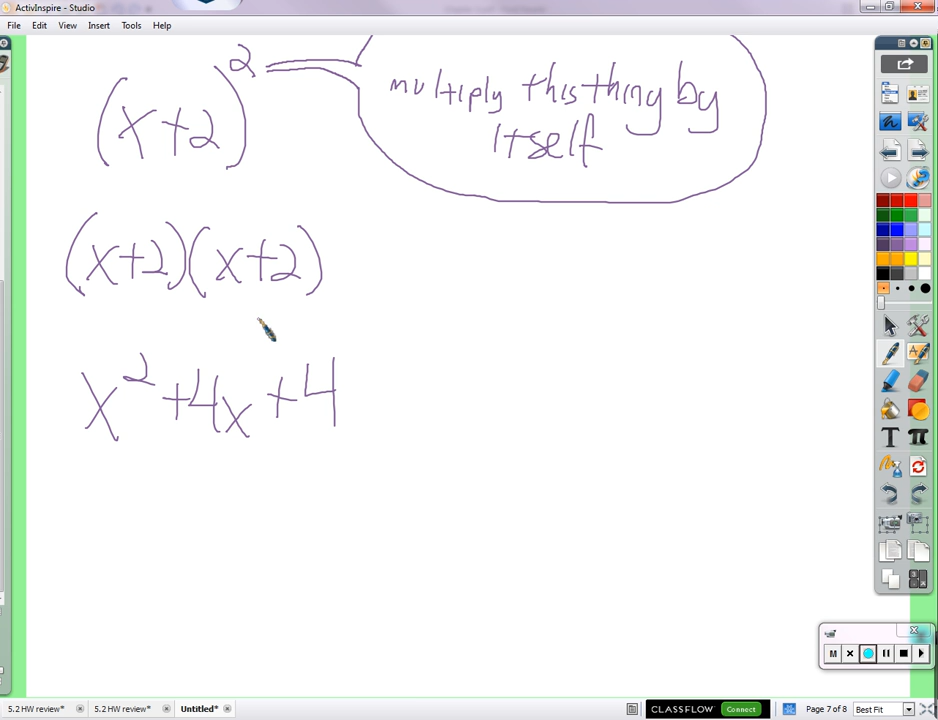 ActivInspire - Studio
File Edit View Insert Tools Help
(x+2)²
multiply this thing by
itself
(x+2)(x+2)
x² +4x +4
M
5.2 HW review* 5.2 HW review* Untitled*
CLASSFLOW Connect
Page 7 of 8 Best Fit